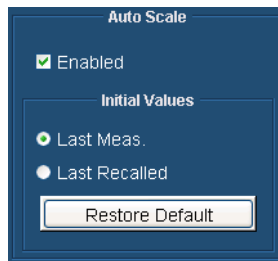 Auto Scale
Enabled
Initial Values
Last Meas.
Last Recalled
Restore Default